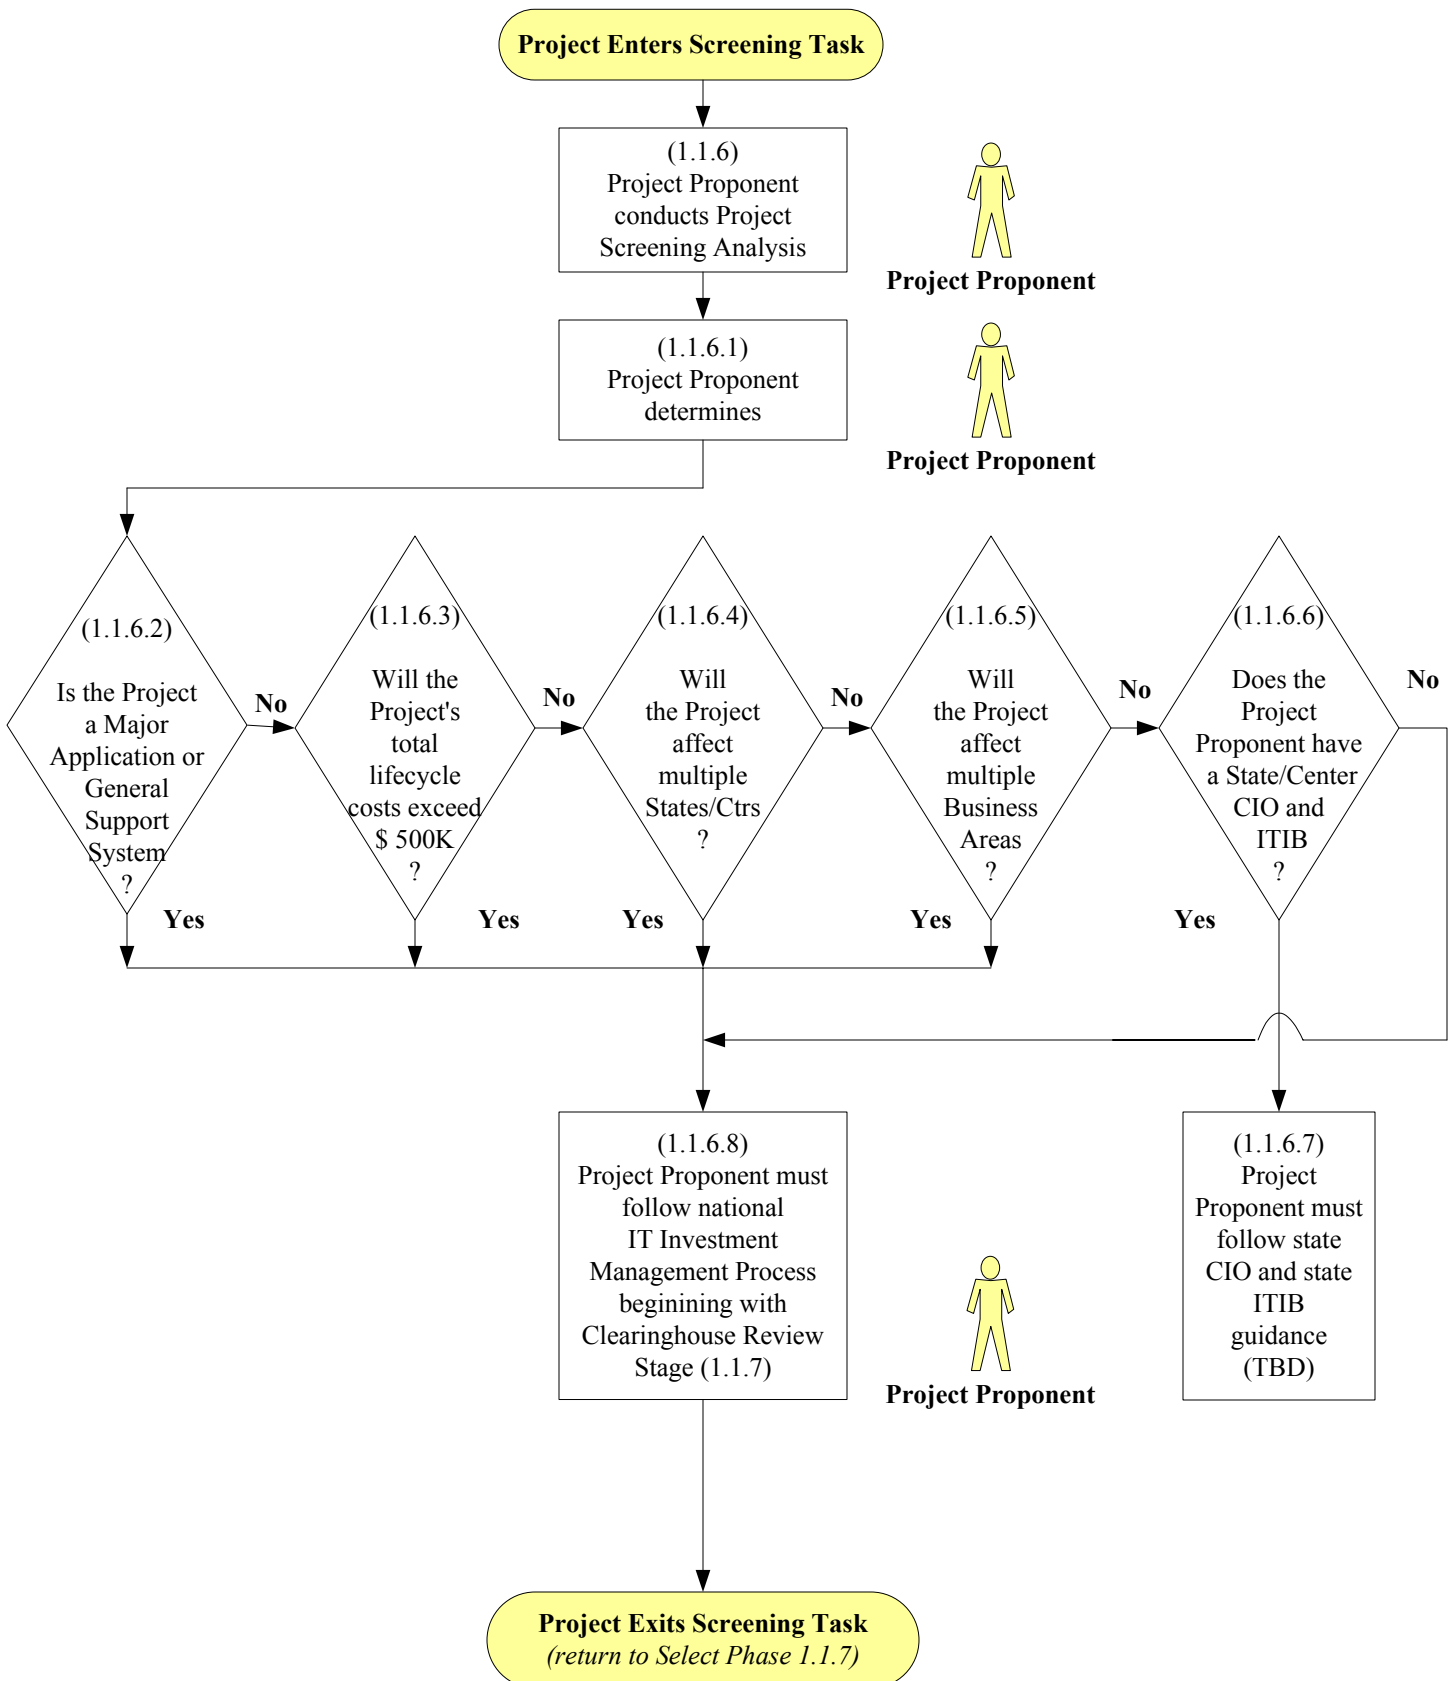 Project Enters Screening Task
(1.1.6)
Project Proponent
conducts Project
Screening Analysis
Project Proponent
(1.1.6.1)
Project Proponent
determines
Project Proponent
(1.1.6.2)
Is the Project
a Major
Application or
General
Support
System
?
No
Yes
(1.1.6.3)
Will the
Project's
total
lifecycle
costs exceed
$ 500K
?
No
Yes
(1.1.6.4)
Will
the Project
affect
multiple
States/Ctrs
?
No
Yes
(1.1.6.5)
Will
the Project
affect
multiple
Business
Areas
?
No
Yes
(1.1.6.6)
Does the
Project
Proponent have
a State/Center
CIO and
ITIB
?
No
Yes
(1.1.6.8)
Project Proponent must
follow national
IT Investment
Management Process
beginining with
Clearinghouse Review
Stage (1.1.7)
Project Proponent
(1.1.6.7)
Project
Proponent must
follow state
CIO and state
ITIB
guidance
(TBD)
Project Exits Screening Task
(return to Select Phase 1.1.7)